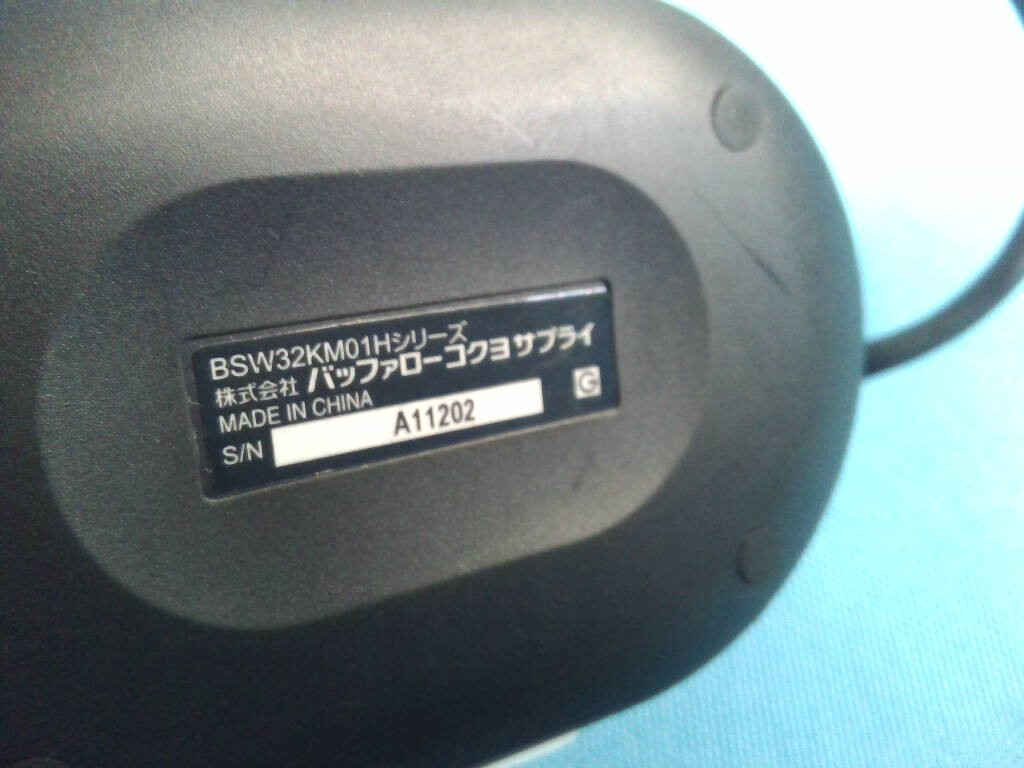 BSW32KM01Hシリーズ
株式会社 バッファローコクヨサプライ
MADE IN CHINA
S/N A11202
G